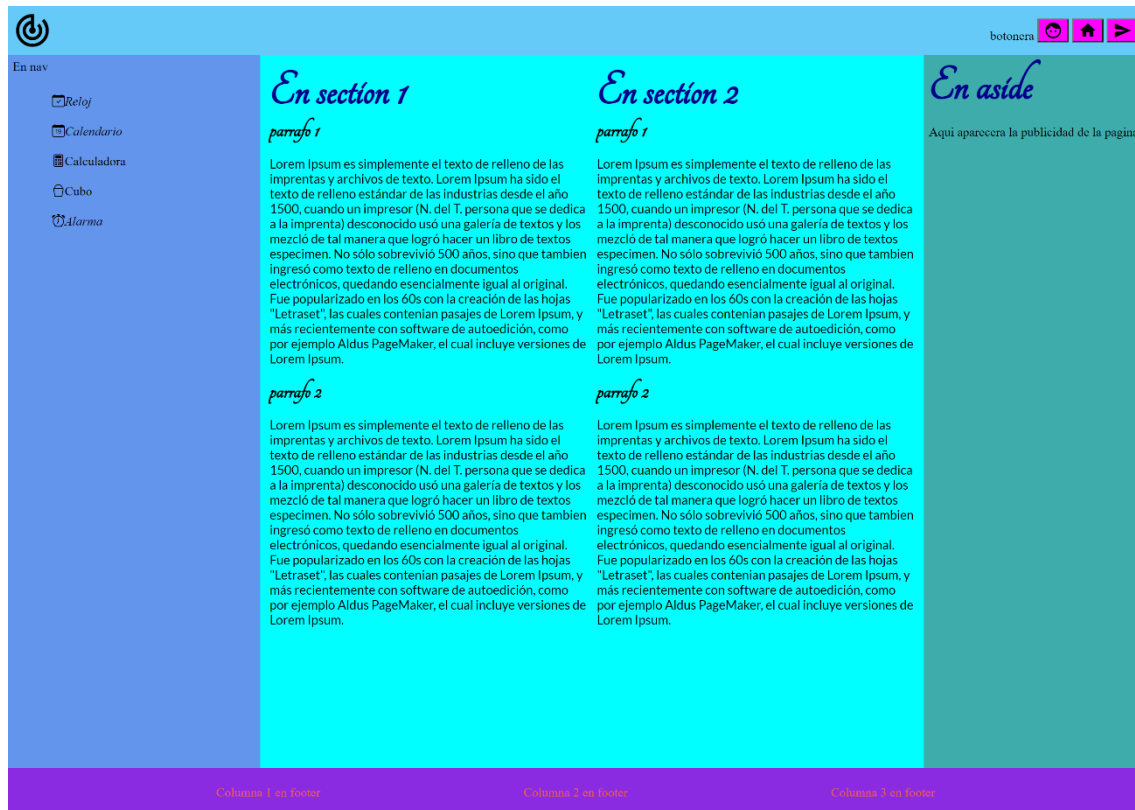 botonera
En nav
Reloj
Calendario
Calculadora
Cubo
Alarma
En section 1
parrafo 1
Lorem Ipsum es simplemente el texto de relleno de las
imprentas y archivos de texto. Lorem Ipsum ha sido el
texto de relleno estándar de las industrias desde el año
1500, cuando un impresor (N. del T. persona que se dedica
a la imprenta) desconocido usó una galería de textos y los
mezcló de tal manera que logró hacer un libro de textos
especimen. No sólo sobrevivió 500 años, sino que tambien
ingresó como texto de relleno en documentos
electrónicos, quedando esencialmente igual al original.
Fue popularizado en los 60s con la creación de las hojas
"Letraset", las cuales contenian pasajes de Lorem Ipsum, y
más recientemente con software de autoedición, como
por ejemplo Aldus PageMaker, el cual incluye versiones de
Lorem Ipsum.
parrafo 2
Lorem Ipsum es simplemente el texto de relleno de las
imprentas y archivos de texto. Lorem Ipsum ha sido el
texto de relleno estándar de las industrias desde el año
1500, cuando un impresor (N. del T. persona que se dedica
a la imprenta) desconocido usó una galería de textos y los
mezcló de tal manera que logró hacer un libro de textos
especimen. No sólo sobrevivió 500 años, sino que tambien
ingresó como texto de relleno en documentos
electrónicos, quedando esencialmente igual al original.
Fue popularizado en los 60s con la creación de las hojas
"Letraset", las cuales contenian pasajes de Lorem Ipsum, y
más recientemente con software de autoedición, como
por ejemplo Aldus PageMaker, el cual incluye versiones de
Lorem Ipsum.
En section 2
parrafo 1
Lorem Ipsum es simplemente el texto de relleno de las
imprentas y archivos de texto. Lorem Ipsum ha sido el
texto de relleno estándar de las industrias desde el año
1500, cuando un impresor (N. del T. persona que se dedica
a la imprenta) desconocido usó una galería de textos y los
mezcló de tal manera que logró hacer un libro de textos
especimen. No sólo sobrevivió 500 años, sino que tambien
ingresó como texto de relleno en documentos
electrónicos, quedando esencialmente igual al original.
Fue popularizado en los 60s con la creación de las hojas
"Letraset", las cuales contenian pasajes de Lorem Ipsum, y
más recientemente con software de autoedición, como
por ejemplo Aldus PageMaker, el cual incluye versiones de
Lorem Ipsum.
parrafo 2
Lorem Ipsum es simplemente el texto de relleno de las
imprentas y archivos de texto. Lorem Ipsum ha sido el
texto de relleno estándar de las industrias desde el año
1500, cuando un impresor (N. del T. persona que se dedica
a la imprenta) desconocido usó una galería de textos y los
mezcló de tal manera que logró hacer un libro de textos
especimen. No sólo sobrevivió 500 años, sino que tambien
ingresó como texto de relleno en documentos
electrónicos, quedando esencialmente igual al original.
Fue popularizado en los 60s con la creación de las hojas
"Letraset", las cuales contenian pasajes de Lorem Ipsum, y
más recientemente con software de autoedición, como
por ejemplo Aldus PageMaker, el cual incluye versiones de
Lorem Ipsum.
En aside
Aqui aparecera la publicidad de la pagina
Columna 1 en footer
Columna 2 en footer
Columna 3 en footer